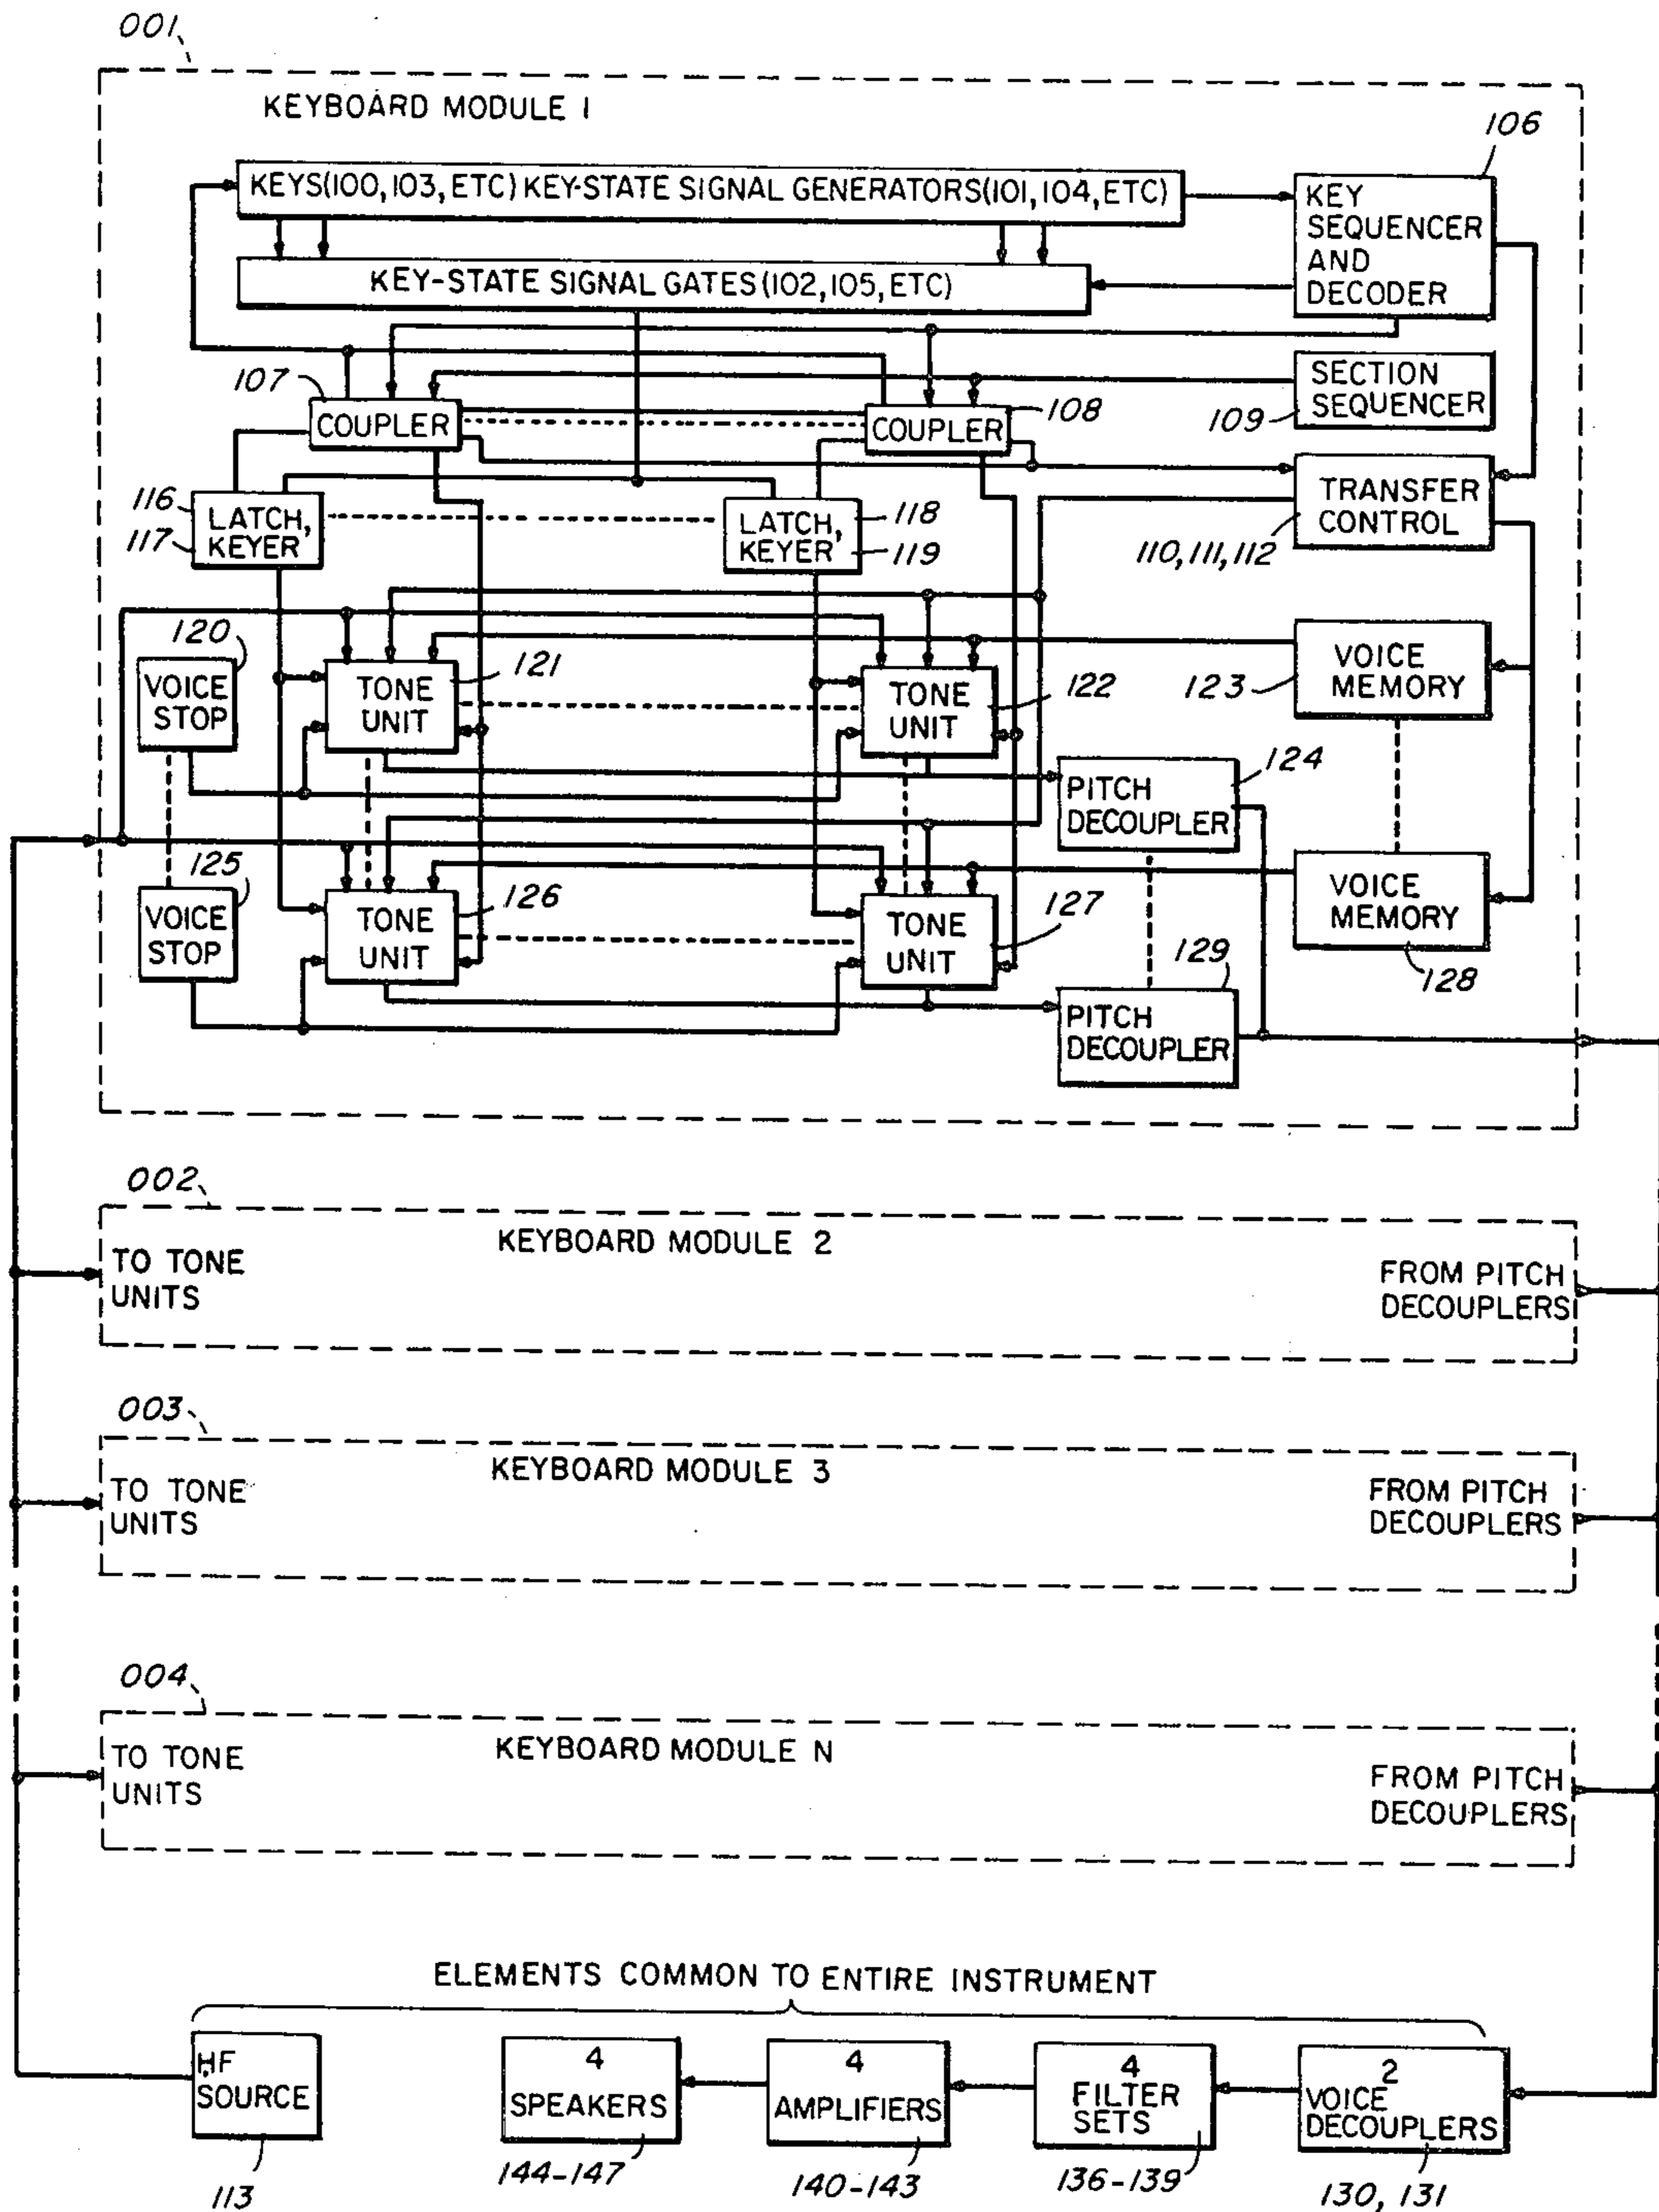 001
KEYBOARD MODULE 1
106
KEYS(100,103, ETC) KEY-STATE SIGNAL GENERATORS(101,104, ETC)
KEY
SEQUENCER
AND
DECODER
KEY-STATE SIGNAL GATES(102,105, ETC)
107
COUPLER
108
COUPLER
SECTION
SEQUENCER
109
116
117
LATCH,
KEYER
LATCH,
KEYER
118
119
TRANSFER
CONTROL
110, 111, 112
120
VOICE
STOP
121
TONE
UNIT
122
TONE
UNIT
123
VOICE
MEMORY
124
PITCH
DECOUPLER
125
VOICE
STOP
126
TONE
UNIT
127
TONE
UNIT
VOICE
MEMORY
128
129
PITCH
DECOUPLER
002
KEYBOARD MODULE 2
TO TONE
UNITS
FROM PITCH
DECOUPLERS
003
KEYBOARD MODULE 3
TO TONE
UNITS
FROM PITCH
DECOUPLERS
004
KEYBOARD MODULE N
TO TONE
UNITS
FROM PITCH
DECOUPLERS
ELEMENTS COMMON TO ENTIRE INSTRUMENT
HF
SOURCE
113
4
SPEAKERS
144-147
4
AMPLIFIERS
140-143
4
FILTER
SETS
136-139
2
VOICE
DECOUPLERS
130, 131